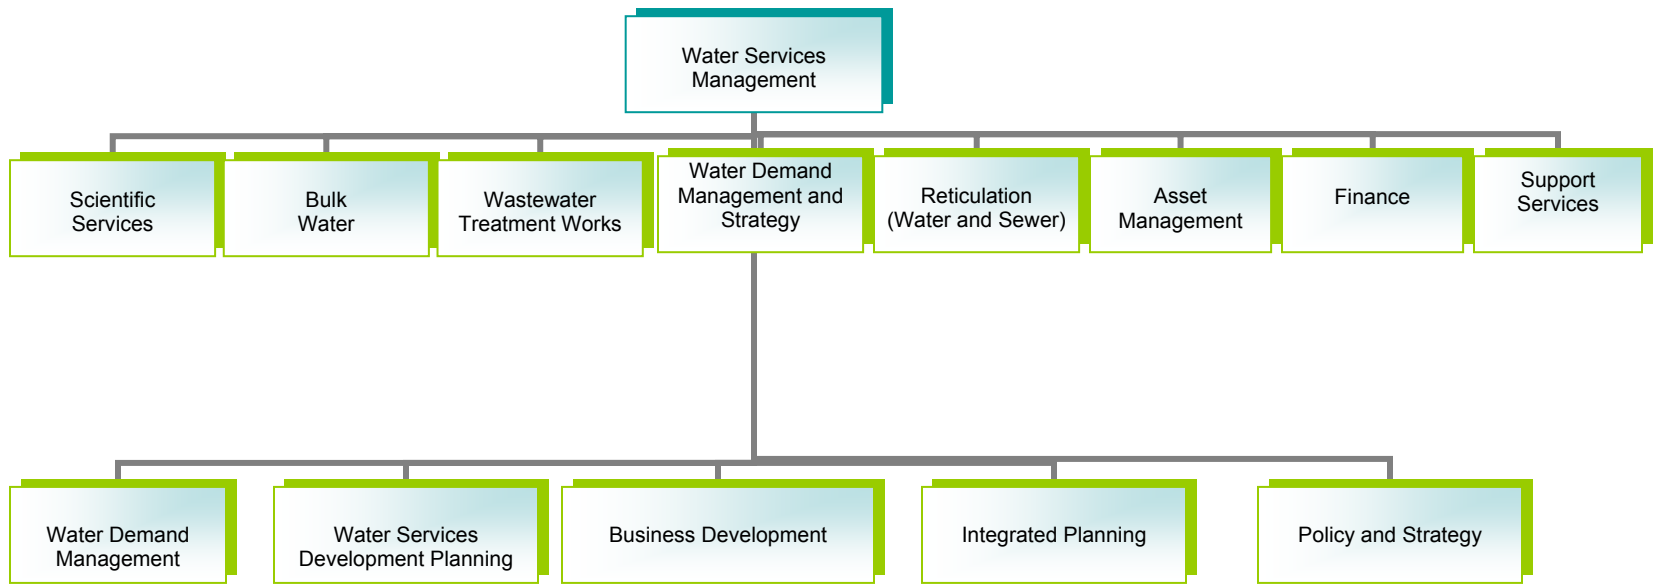 Water Services
Management
Scientific
Services
Bulk
Water
Wastewater
Treatment Works
Water Demand
Management and
Strategy
Reticulation
(Water and Sewer)
Asset
Management
Finance
Support
Services
Water Demand
Management
Water Services
Development Planning
Business Development
Integrated Planning
Policy and Strategy